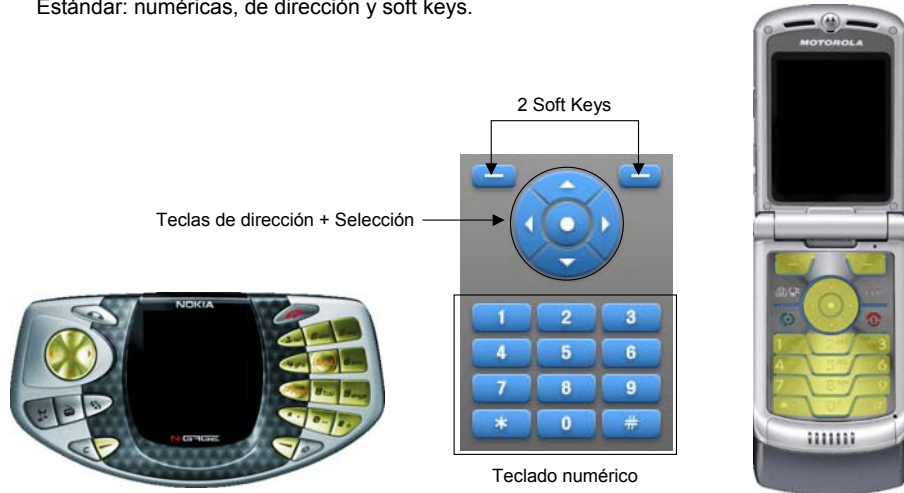 Estándar: numéricas, de dirección y soft keys.
MOTOROLA
2 Soft Keys
Teclas de dirección + Selección
NOKIA
N-GAGE
1 2 3
4 5 6
7 8 9
* 0 #
Teclado numérico